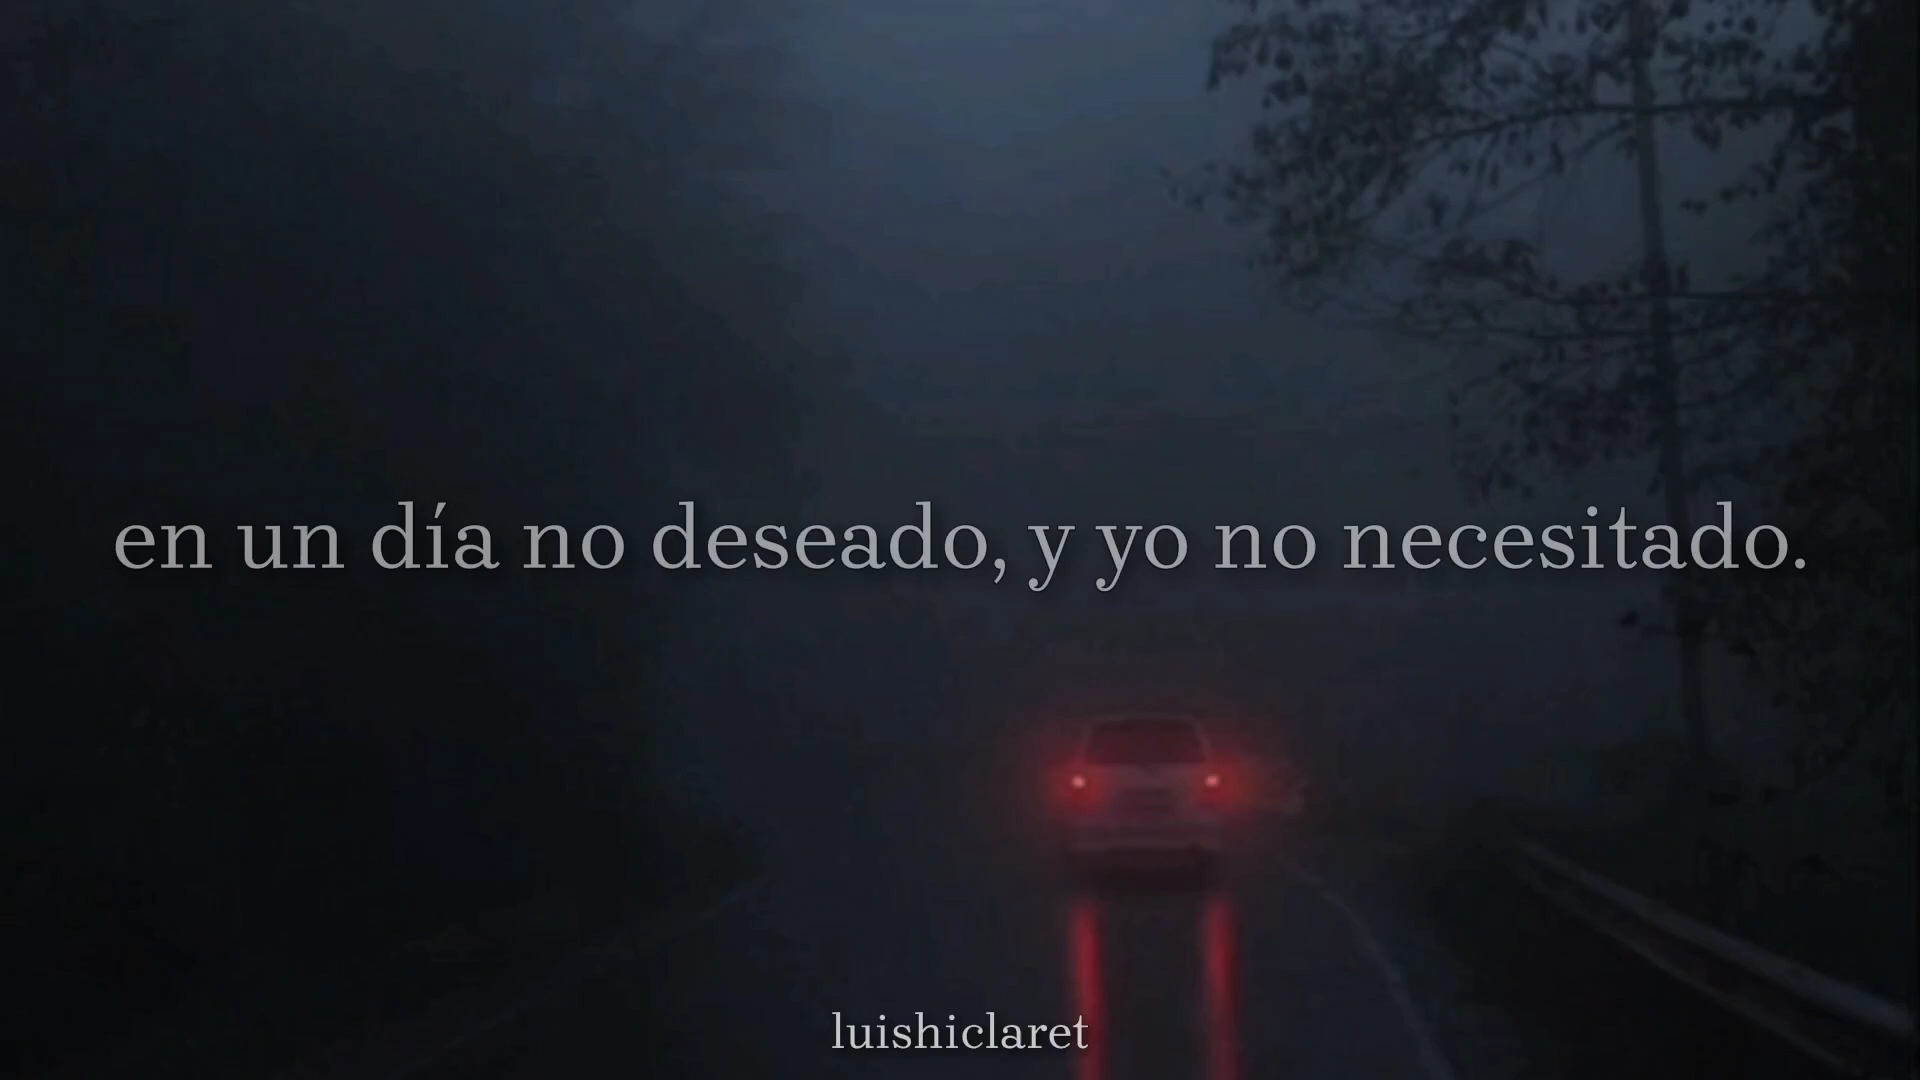 en un día no deseado, y yo no necesitado.
luishiclaret